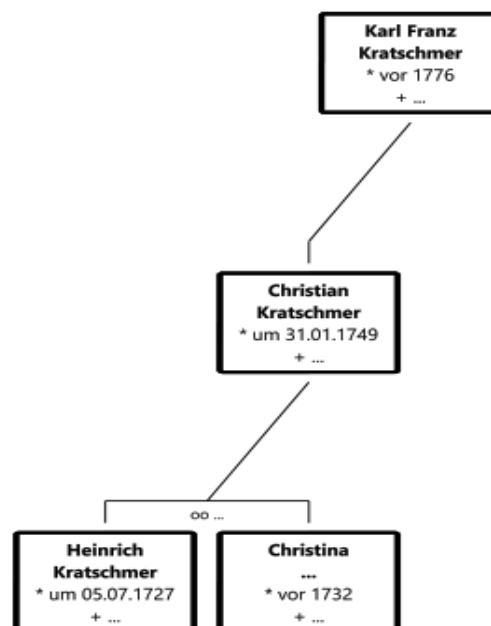 Karl Franz
Kratschmer
* vor 1776
+ ...
Christian
Kratschmer
* um 31.01.1749
+ ...
oo ...
Heinrich
Kratschmer
* um 05.07.1727
+ ...
Christina
...
* vor 1732
+ ...